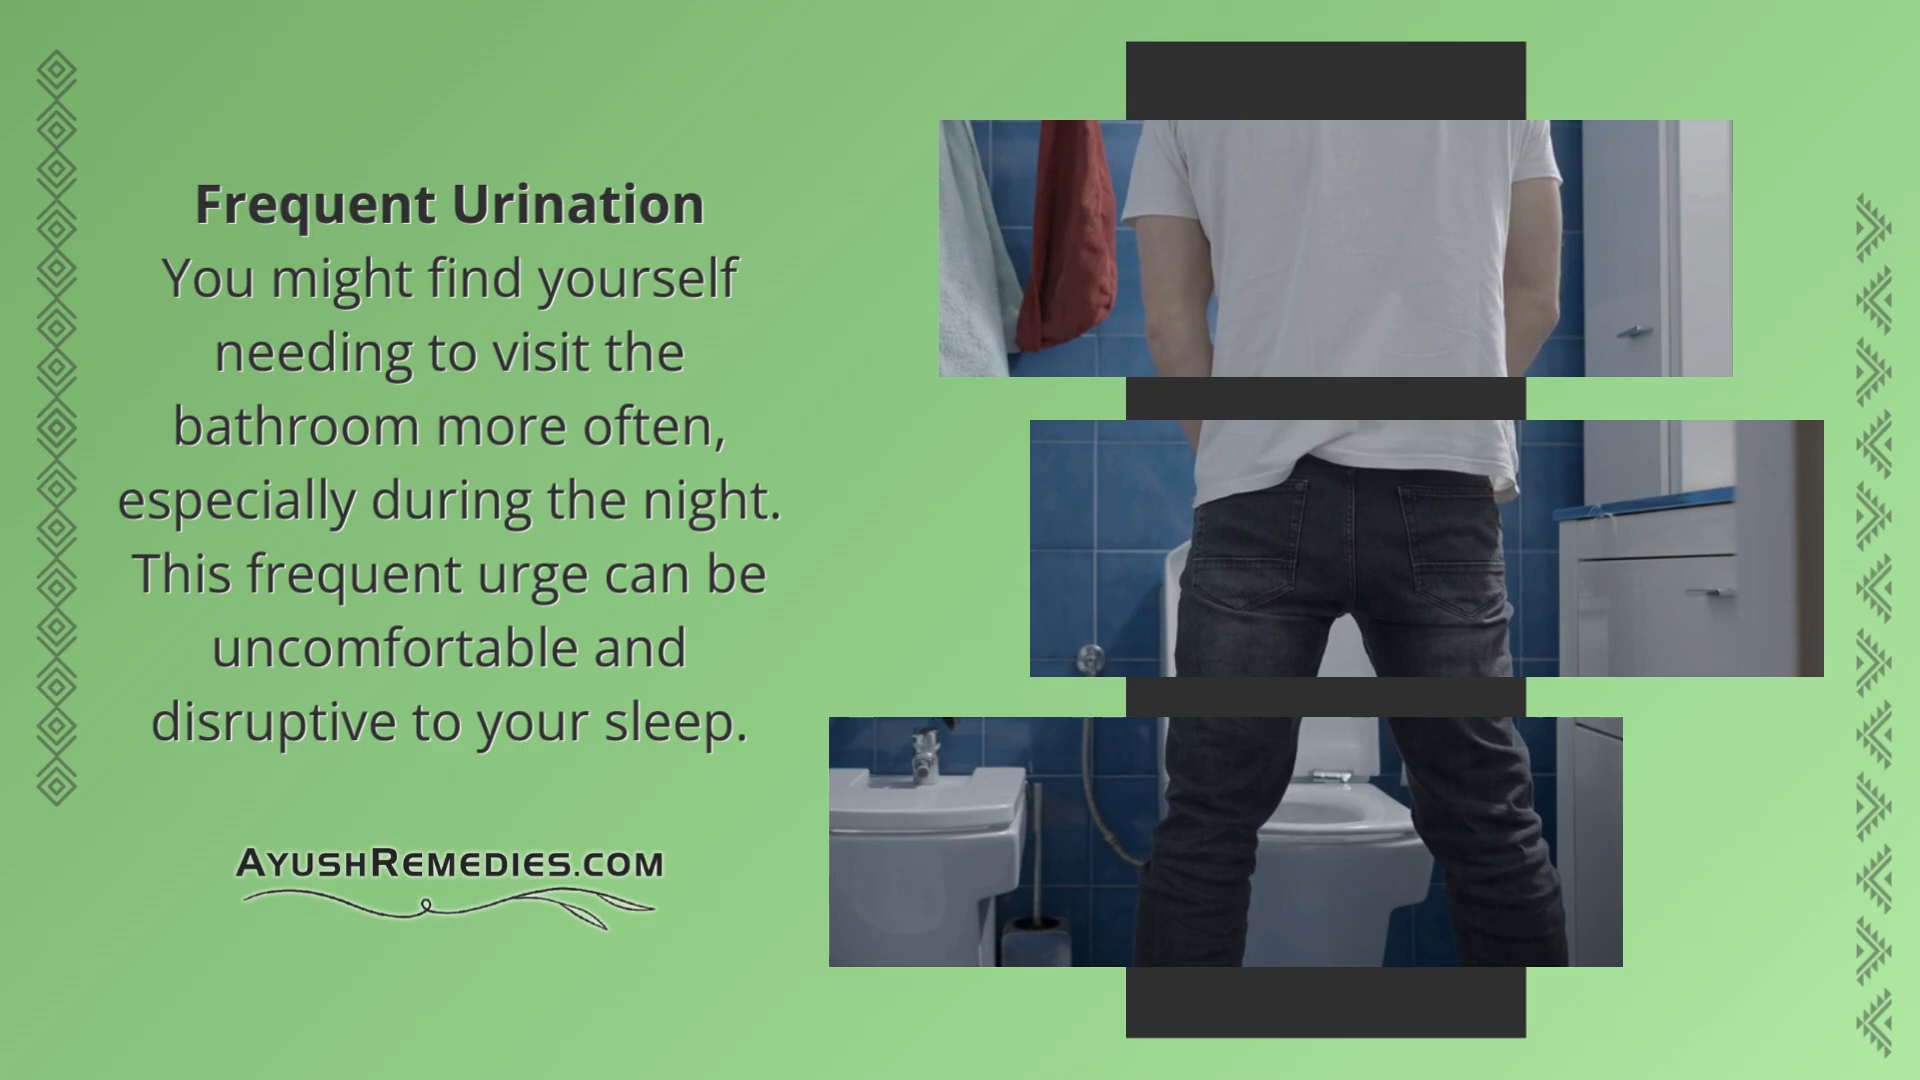 Frequent Urination
You might find yourself
needing to visit the
bathroom more often,
especially during the night.
This frequent urge can be
uncomfortable and
disruptive to your sleep.
AyushRemedies.com